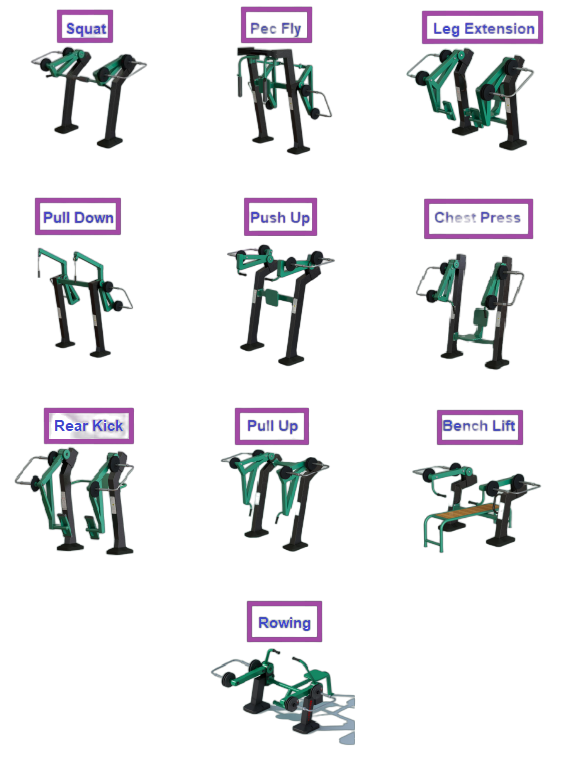 Squat
Pec Fly
Leg Extension
Pull Down
Push Up
Chest Press
Rear Kick
Pull Up
Bench Lift
Rowing